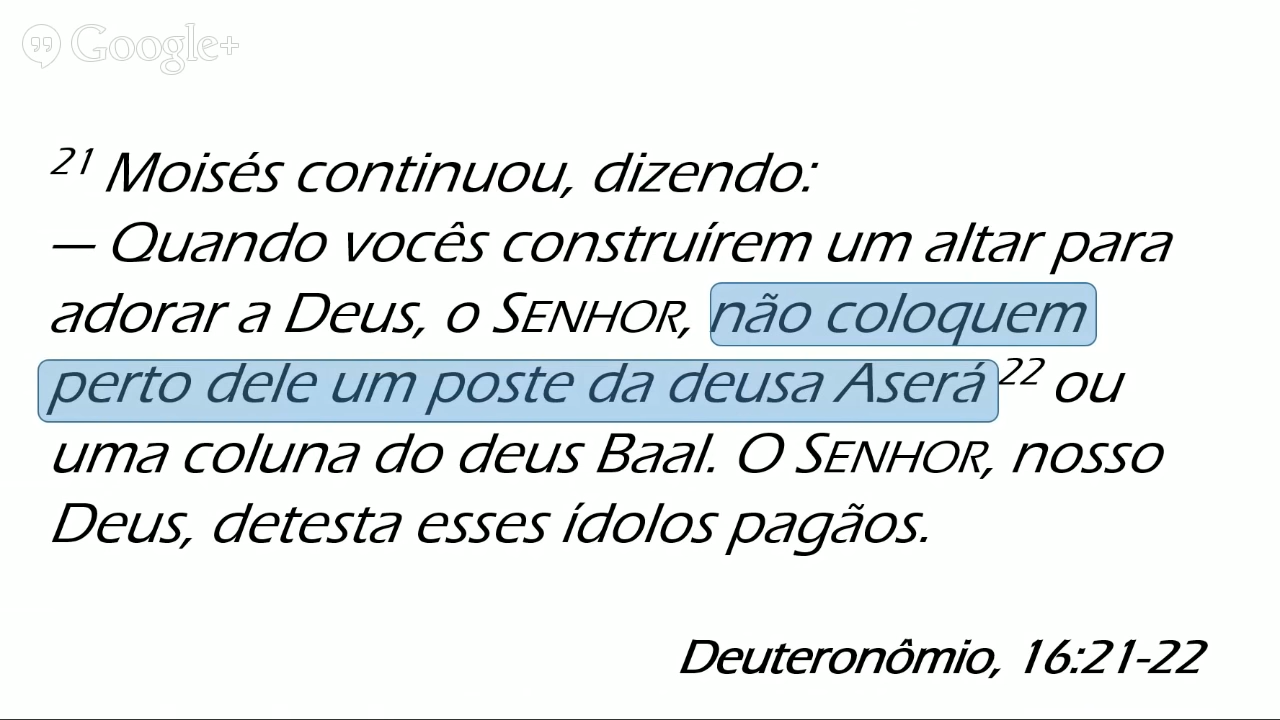 Google+
21 Moisés continuou, dizendo:
— Quando vocês construírem um altar para
adorar a Deus, o SENHOR, não coloquem
perto dele um poste da deusa Aserá 22 ou
uma coluna do deus Baal. O SENHOR, nosso
Deus, detesta esses ídolos pagãos.
Deuteronômio, 16:21-22